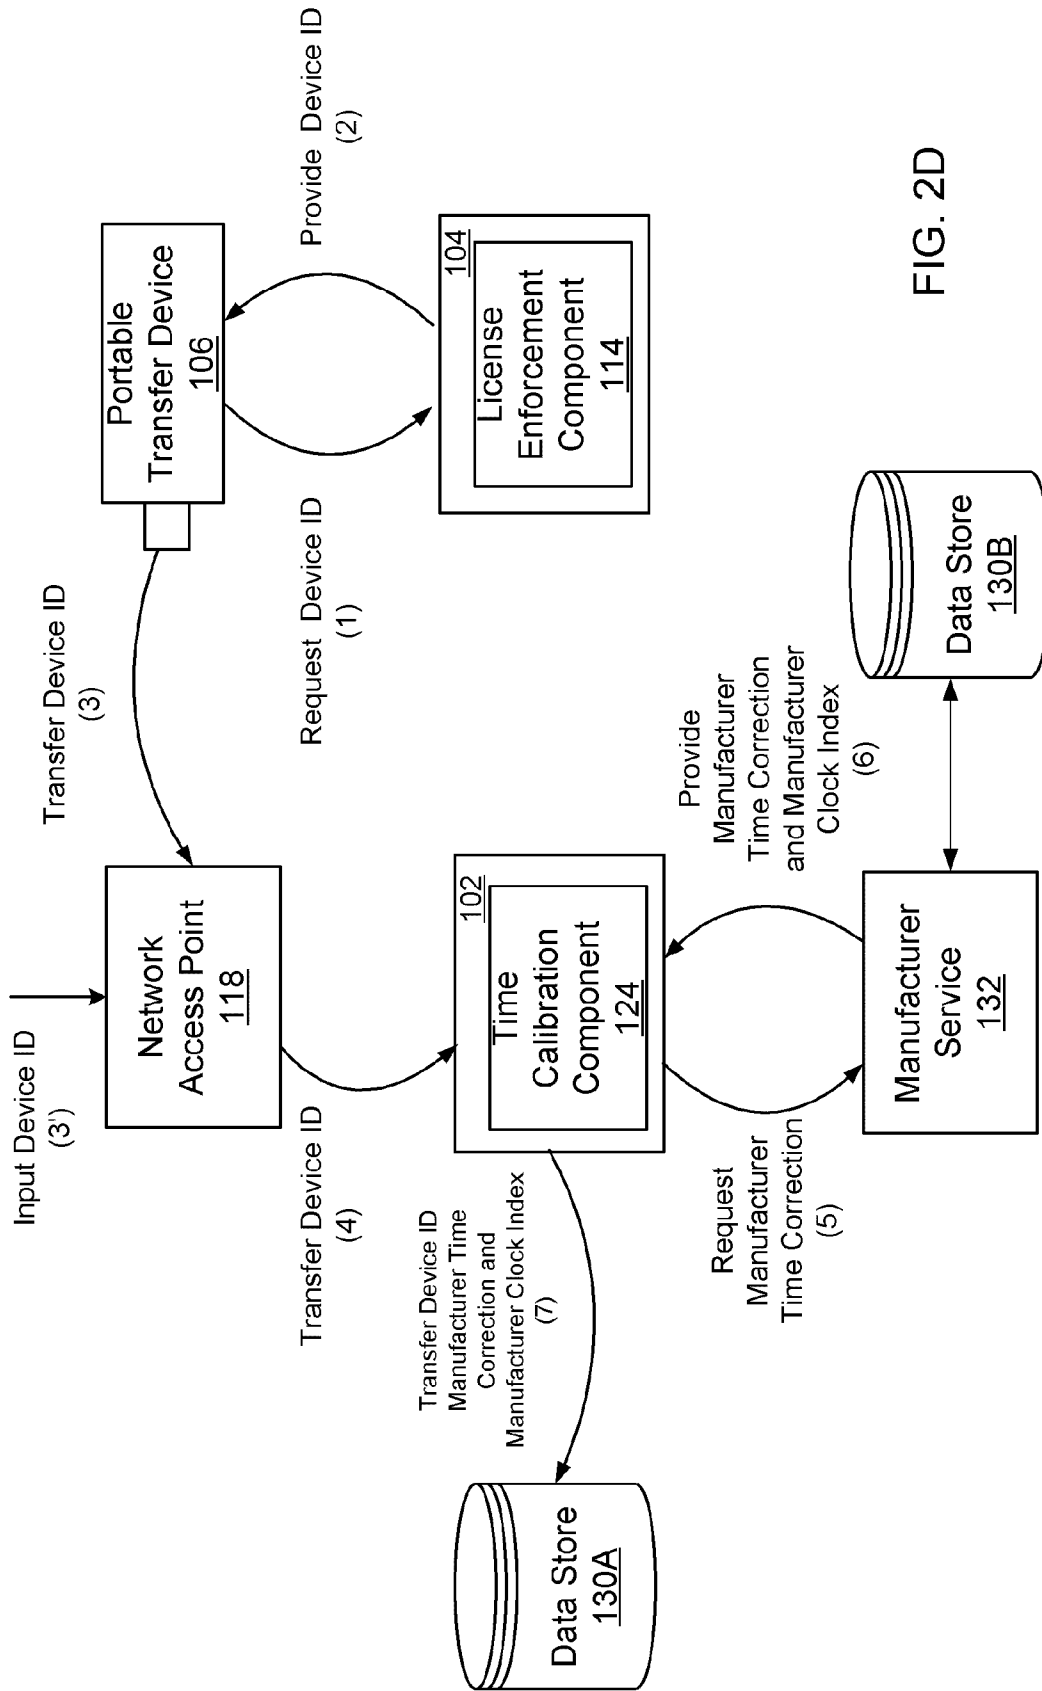 Input Device ID
(3')
Network
Access Point
118
Transfer Device ID
(3)
Portable
Transfer Device
106
Provide Device ID
(2)
Request Device ID
(1)
104
License
Enforcement
Component
114
Transfer Device ID
(4)
102
Time
Calibration
Component
124
Transfer Device ID
Manufacturer Time
Correction and
Manufacturer Clock Index
(7)
Data Store
130A
Request
Manufacturer
Time Correction
(5)
Provide
Manufacturer
Time Correction
and Manufacturer
Clock Index
(6)
Manufacturer
Service
132
Data Store
130B
FIG. 2D